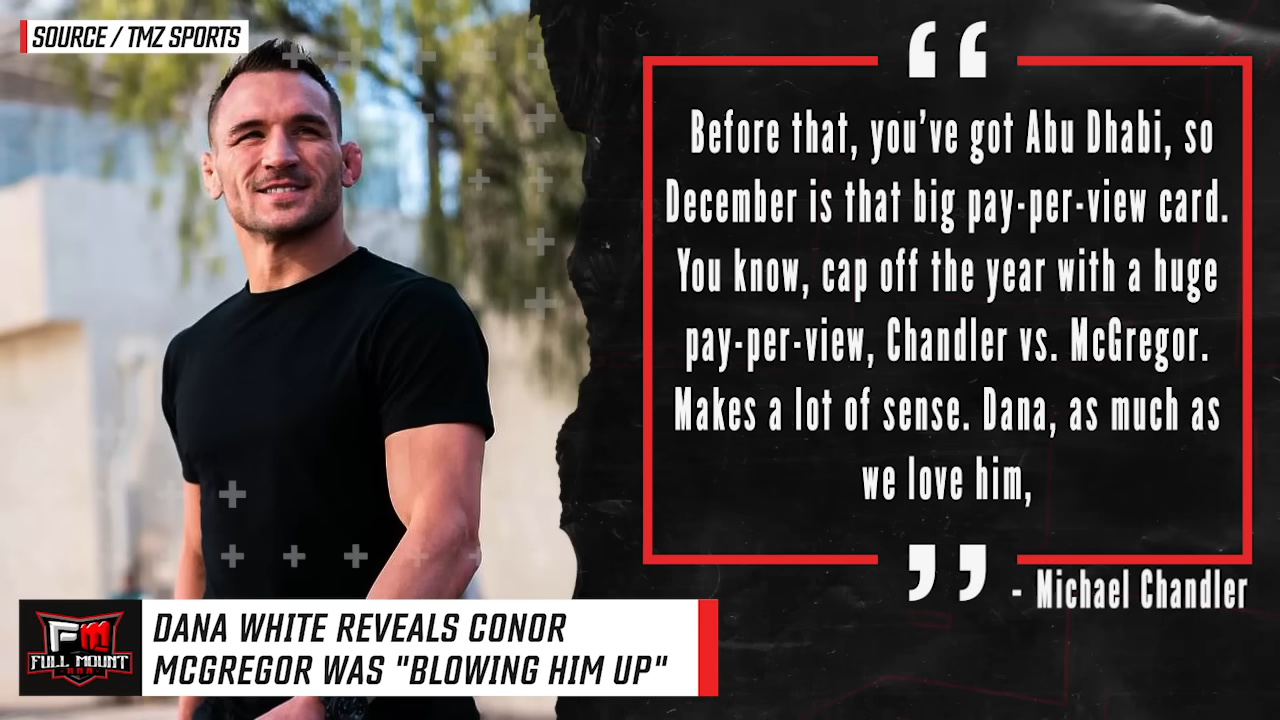 SOURCE / TMZ SPORTS
“
Before that, you’ve got Abu Dhabi, so
December is that big pay-per-view card.
You know, cap off the year with a huge
pay-per-view, Chandler vs. McGregor.
Makes a lot of sense. Dana, as much as
we love him,
”
- Michael Chandler
FM
FULL MOUNT
MMA
DANA WHITE REVEALS CONOR
MCGREGOR WAS "BLOWING HIM UP"